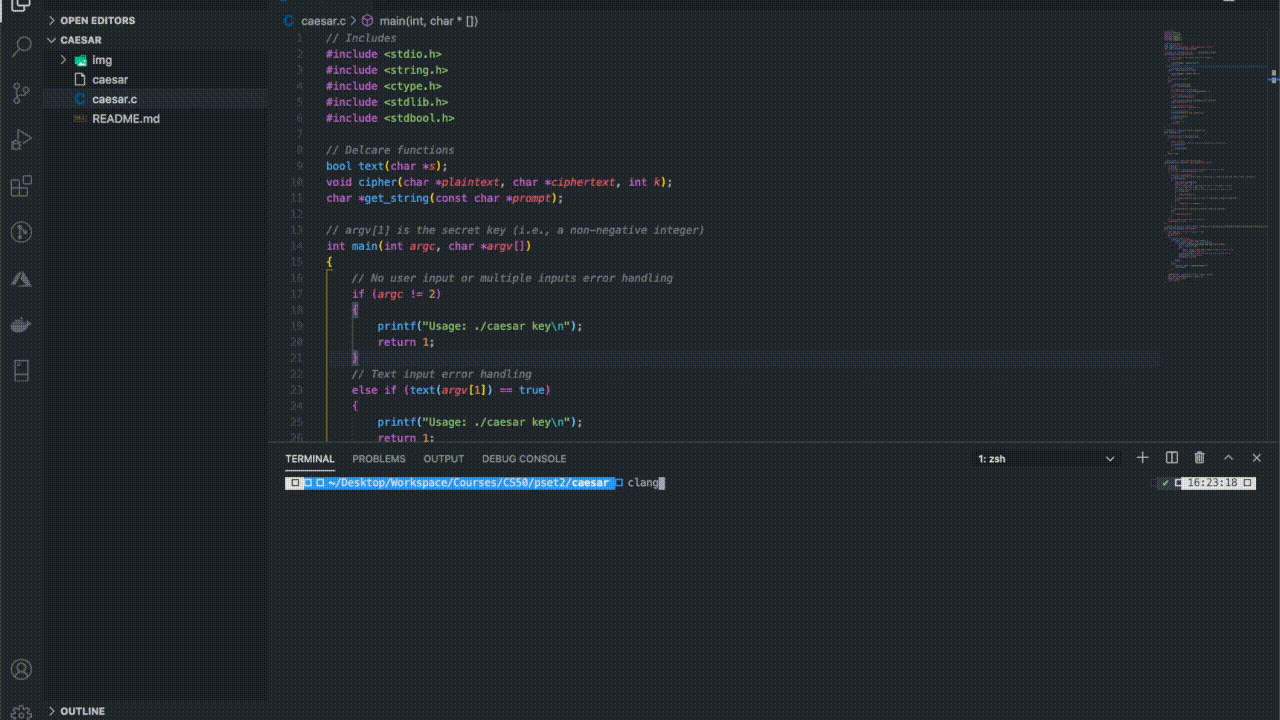 OPEN EDITORS
CAESAR
img
caesar
caesar.c
README.md
OUTLINE
caesar.c > main(int, char * [])
1 // Includes
2 #include <stdio.h>
3 #include <string.h>
4 #include <ctype.h>
5 #include <stdlib.h>
6 #include <stdbool.h>
7
8 // Delcare functions
9 bool text(char *s);
10 void cipher(char *plaintext, char *ciphertext, int k);
11 char *get_string(const char *prompt);
12
13 // argv[1] is the secret key (i.e., a non-negative integer)
14 int main(int argc, char *argv[])
15 {
16 // No user input or multiple inputs error handling
17 if (argc != 2)
18 {
19 printf("Usage: ./caesar key\n");
20 return 1;
21 }
22 // Text input error handling
23 else if (text(argv[1]) == true)
24 {
25 printf("Usage: ./caesar key\n");
26 return 1;
TERMINAL PROBLEMS OUTPUT DEBUG CONSOLE 1: zsh
~/Desktop/Workspace/Courses/CS50/pset2/caesar clang ✔ 16:23:18